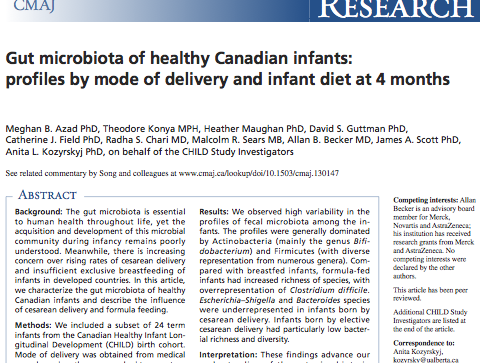 CMAJ
RESEARCH
Gut microbiota of healthy Canadian infants:
profiles by mode of delivery and infant diet at 4 months
Meghan B. Azad PhD, Theodore Konya MPH, Heather Maughan PhD, David S. Guttman PhD,
Catherine J. Field PhD, Radha S. Chari MD, Malcolm R. Sears MB, Allan B. Becker MD, James A. Scott PhD,
Anita L. Kozyrskyj PhD, on behalf of the CHILD Study Investigators
See related commentary by Song and colleagues at www.cmaj.ca/lookup/doi/10.1503/cmaj.130147
ABSTRACT
Background: The gut microbiota is essential
to human health throughout life, yet the
acquisition and development of this microbial
community during infancy remains poorly
understood. Meanwhile, there is increasing
concern over rising rates of cesarean delivery
and insufficient exclusive breastfeeding of
infants in developed countries. In this article,
we characterize the gut microbiota of healthy
Canadian infants and describe the influence
of cesarean delivery and formula feeding.
Methods: We included a subset of 24 term
infants from the Canadian Healthy Infant Lon-
gitudinal Development (CHILD) birth cohort.
Mode of delivery was obtained from medical
Results: We observed high variability in the
profiles of fecal microbiota among the in-
fants. The profiles were generally dominated
by Actinobacteria (mainly the genus Bifi-
dobacterium) and Firmicutes (with diverse
representation from numerous genera). Com-
pared with breastfed infants, formula-fed
infants had increased richness of species, with
overrepresentation of Clostridium difficile.
Escherichia–Shigella and Bacteroides species
were underrepresented in infants born by
cesarean delivery. Infants born by elective
cesarean delivery had particularly low bacter-
ial richness and diversity.
Interpretation: These findings advance our
Competing interests: Allan
Becker is an advisory board
member for Merck,
Novartis and AstraZeneca;
his institution has received
research grants from Merck
and AstraZeneca. No
competing interests were
declared by the other
authors.
This article has been peer
reviewed.
Additional CHILD Study
Investigators are listed at
the end of the article.
Correspondence to:
Anita Kozyrskyj,
kozyrsky@ualberta.ca